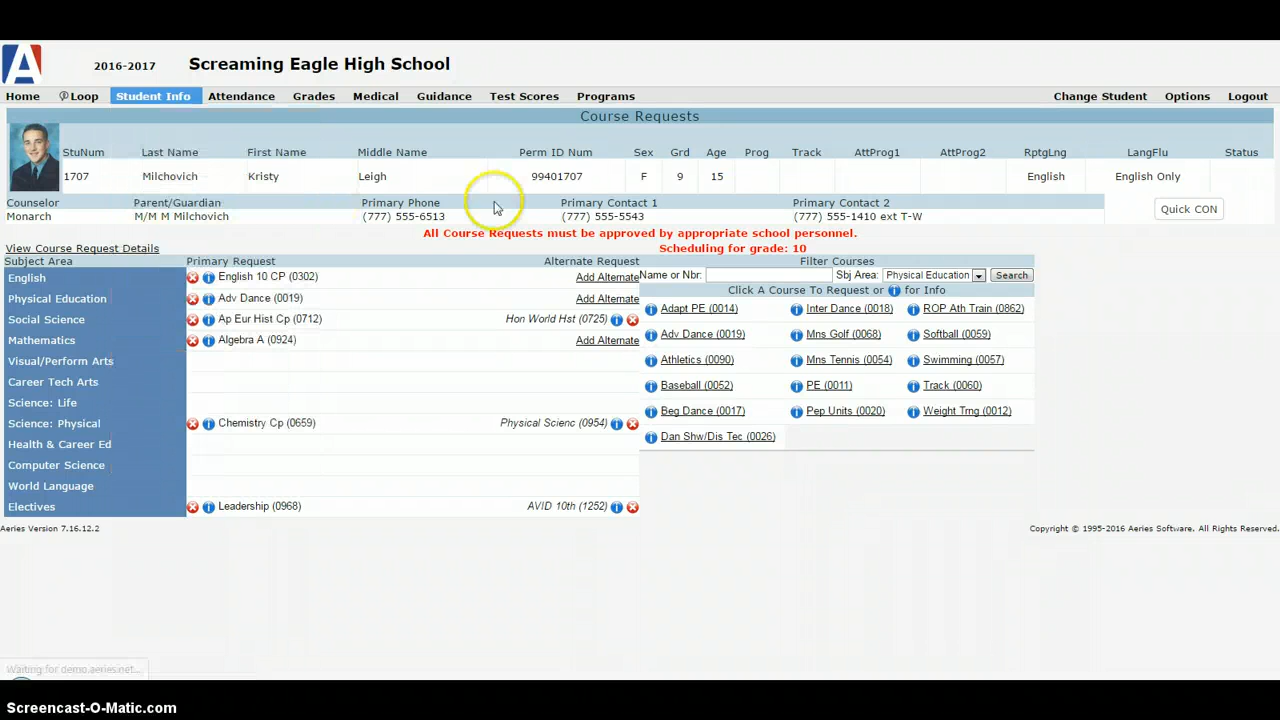 2016-2017 Screaming Eagle High School
Home Loop Student Info Attendance Grades Medical Guidance Test Scores Programs Change Student Options Logout
Course Requests
StuNum Last Name First Name Middle Name Perm ID Num Sex Grd Age Prog Track AttProg1 AttProg2 RptgLng LangFlu Status
1707 Milchovich Kristy Leigh 99401707 F 9 15 English English Only
Counselor Parent/Guardian Primary Phone Primary Contact 1 Primary Contact 2
Monarch M/M M Milchovich (777) 555-6513 (777) 555-5543 (777) 555-1410 ext T-W
Quick CON
All Course Requests must be approved by appropriate school personnel.
View Course Request Details Scheduling for grade: 10
Subject Area Primary Request Alternate Request Filter Courses
English English 10 CP (0302) Add Alternate Name or Nbr: Sbj Area: Physical Education Search
Click A Course To Request or i for Info
Physical Education Adv Dance (0019) Add Alternate
Social Science Ap Eur Hist Cp (0712) Hon World Hst (0725)
Mathematics Algebra A (0924) Add Alternate
Visual/Perform Arts
Career Tech Arts
Science: Life
Science: Physical Chemistry Cp (0659) Physical Scienc (0954)
Health & Career Ed
Computer Science
World Language
Electives Leadership (0968) AVID 10th (1252)
Adapt PE (0014) Inter Dance (0018) ROP Ath Train (0862)
Adv Dance (0019) Mns Golf (0068) Softball (0059)
Athletics (0090) Mns Tennis (0054) Swimming (0057)
Baseball (0052) PE (0011) Track (0060)
Beg Dance (0017) Pep Units (0020) Weight Trng (0012)
Dan Shw/Dis Tec (0026)
Aeries Version 7.16.12.2 Copyright © 1995-2016 Aeries Software. All Rights Reserved.
Waiting for demo.aeries.net...
Screencast-O-Matic.com